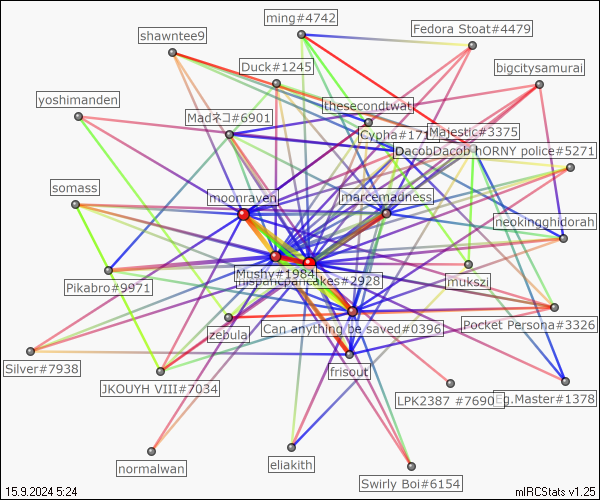 ming#4742
Fedora Stoat#4479
shawntee9
Duck#1245
bigcitysamurai
yoshimanden
thesecondtwat
Madネコ#6901
Cypha#171
Majestic#3375
DacobDacob hORNY police#5271
somass
moonraven
marcemadness
neokingghidorah
Mushy#1984
#2928
mukszi
Pikabro#9971
Can anything be saved#0396
Pocket Persona#3326
zebula
Silver#7938
JKOUYH VIII#7034
frisout
LPK2387 #7690
Eg.Master#1378
normalwan
eliakith
Swirly Boi#6154
15.9.2024 5:24
mIRCStats v1.25